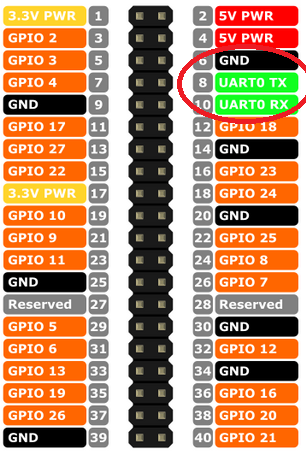 3.3V PWR 1 2 5V PWR
GPIO 2 3 4 5V PWR
GPIO 3 5 6 GND
GPIO 4 7 8 UART0 TX
GND 9 10 UART0 RX
GPIO 17 11 12 GPIO 18
GPIO 27 13 14 GND
GPIO 22 15 16 GPIO 23
3.3V PWR 17 18 GPIO 24
GPIO 10 19 20 GND
GPIO 9 21 22 GPIO 25
GPIO 11 23 24 GPIO 8
GND 25 26 GPIO 7
Reserved 27 28 Reserved
GPIO 5 29 30 GND
GPIO 6 31 32 GPIO 12
GPIO 13 33 34 GND
GPIO 19 35 36 GPIO 16
GPIO 26 37 38 GPIO 20
GND 39 40 GPIO 21